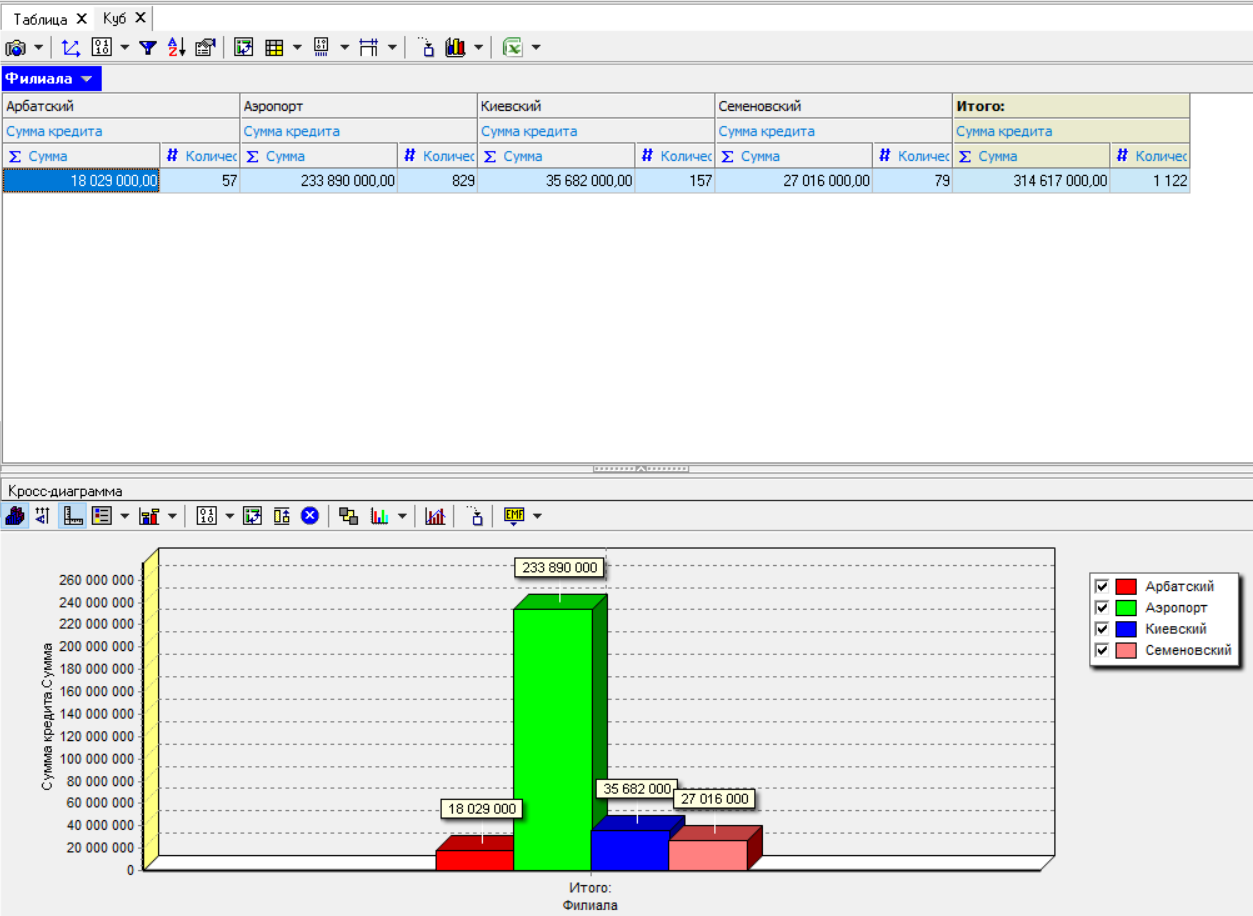 Таблица X Куб X
Филиала
Арбатский Аэропорт Киевский Семеновский Итого:
Сумма кредита Сумма кредита Сумма кредита Сумма кредита Сумма кредита
Σ Сумма # Количес Σ Сумма # Количес Σ Сумма # Количес Σ Сумма # Количес Σ Сумма # Количес
18 029 000,00 57 233 890 000,00 829 35 682 000,00 157 27 016 000,00 79 314 617 000,00 1 122
Кросс-диаграмма
EMF
Сумма кредита.Сумма
260 000 000
240 000 000
220 000 000
200 000 000
180 000 000
160 000 000
140 000 000
120 000 000
100 000 000
80 000 000
60 000 000
40 000 000
20 000 000
0
233 890 000
35 682 000
27 016 000
18 029 000
Итого:
Филиала
Арбатский
Аэропорт
Киевский
Семеновский